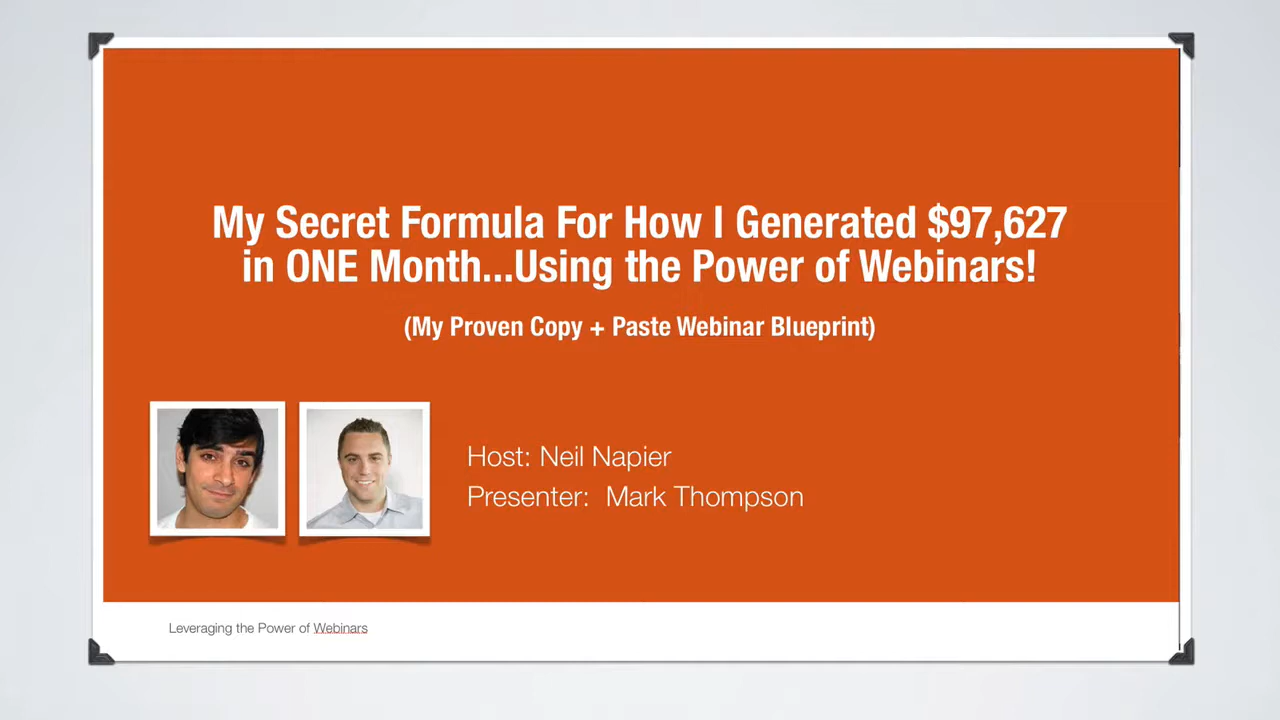 My Secret Formula For How I Generated $97,627
in ONE Month...Using the Power of Webinars!
(My Proven Copy + Paste Webinar Blueprint)
Host: Neil Napier
Presenter: Mark Thompson
Leveraging the Power of Webinars